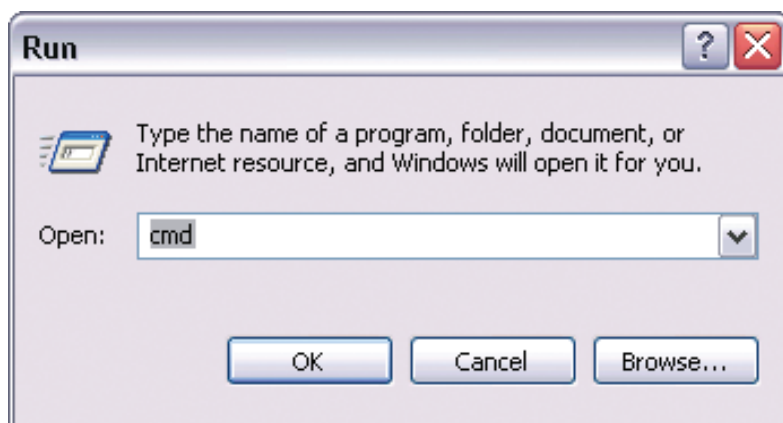 Run
Type the name of a program, folder, document, or
Internet resource, and Windows will open it for you.
Open: cmd
OK Cancel Browse...